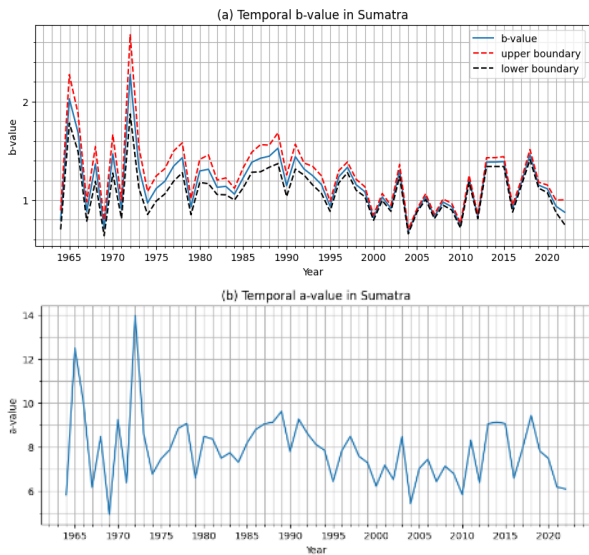 (a) Temporal b-value in Sumatra
b-value
upper boundary
lower boundary
2
1
b-value
1965 1970 1975 1980 1985 1990 1995 2000 2005 2010 2015 2020
Year
(b) Temporal a-value in Sumatra
14
12
10
8
6
a-value
1965 1970 1975 1980 1985 1990 1995 2000 2005 2010 2015 2020
Year